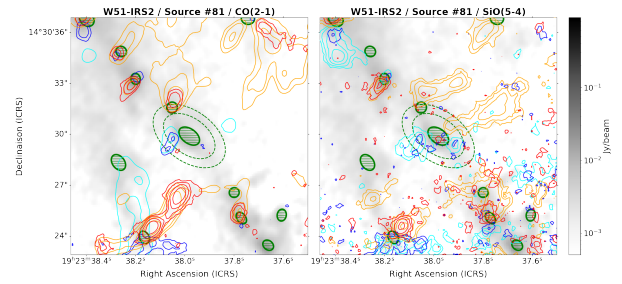 W51-IRS2 / Source #81 / CO(2-1)
W51-IRS2 / Source #81 / SiO(5-4)
14°30'36"
33"
30"
27"
24"
Declinaison (ICRS)
19ʰ23ᵐ38.4ˢ 38.2ˢ 38.0ˢ 37.8ˢ 37.6ˢ
19ʰ23ᵐ38.4ˢ 38.2ˢ 38.0ˢ 37.8ˢ 37.6ˢ
Right Ascension (ICRS)
Right Ascension (ICRS)
10⁻¹
10⁻²
10⁻³
Jy/beam